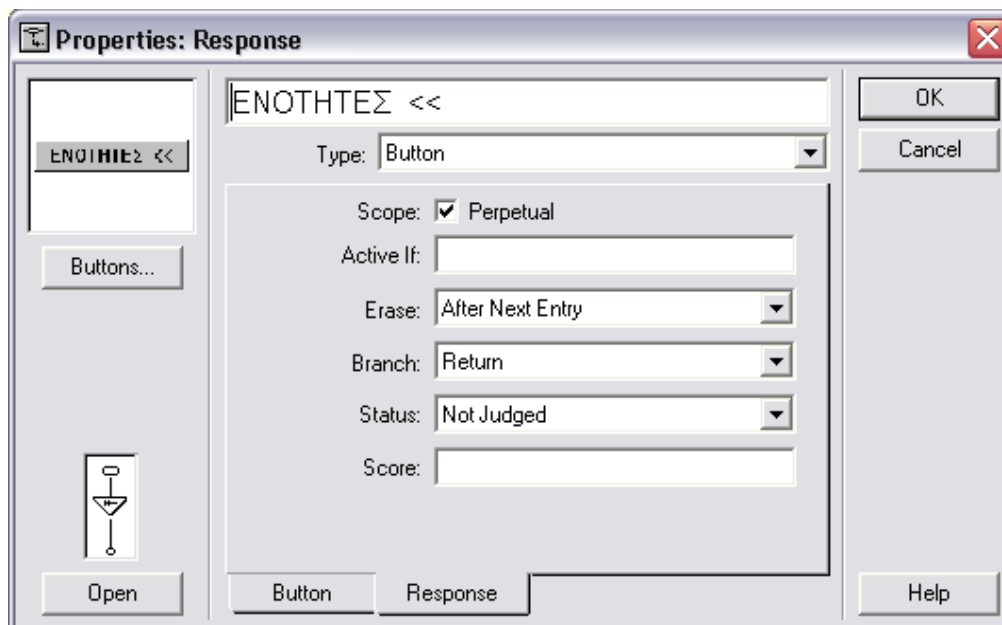 Properties: Response
ΕΝΟΤΗΤΕΣ <<
ΕΝΟΤΗΤΕΣ <<
Type: Button
OK
Cancel
Buttons...
Scope: Perpetual
Active If:
Erase: After Next Entry
Branch: Return
Status: Not Judged
Score:
Open
Button
Response
Help